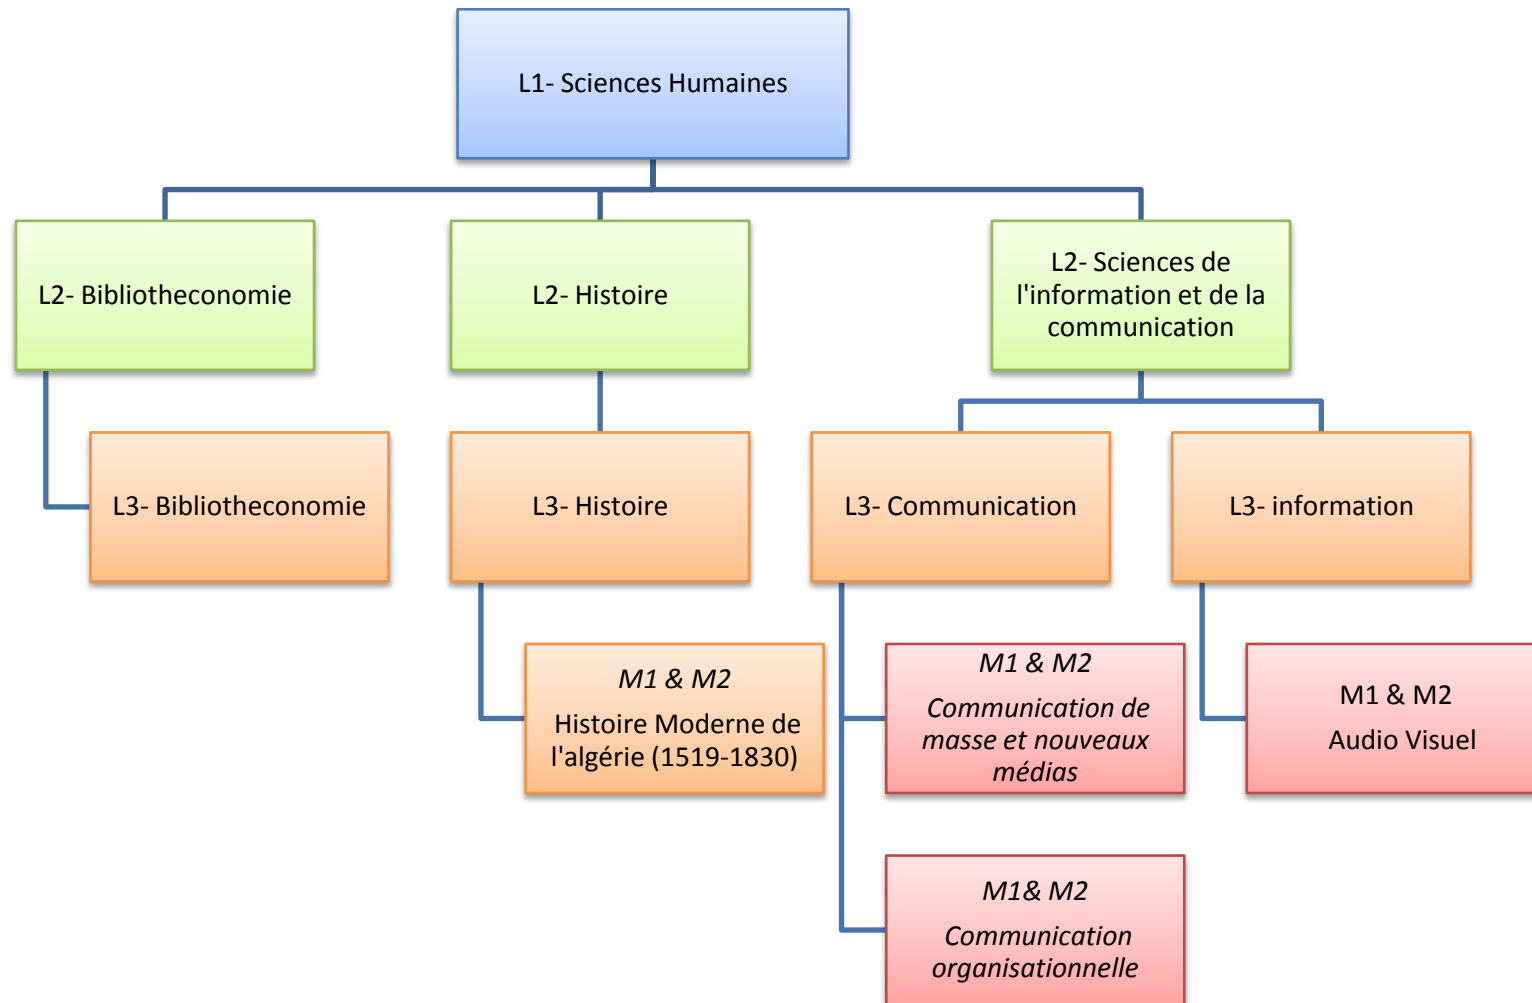 L1- Sciences Humaines
L2- Bibliotheconomie
L2- Histoire
L2- Sciences de
l'information et de la
communication
L3- Bibliotheconomie
L3- Histoire
L3- Communication
L3- information
M1 & M2
Histoire Moderne de
l'algérie (1519-1830)
M1 & M2
Communication de
masse et nouveaux
médias
M1 & M2
Audio Visuel
M1& M2
Communication
organisationnelle